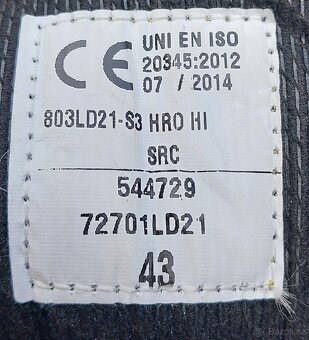 CE UNI EN ISO
20345:2012
07 / 2014
803LD21-S3 HRO HI
SRC
544729
72701LD21
43